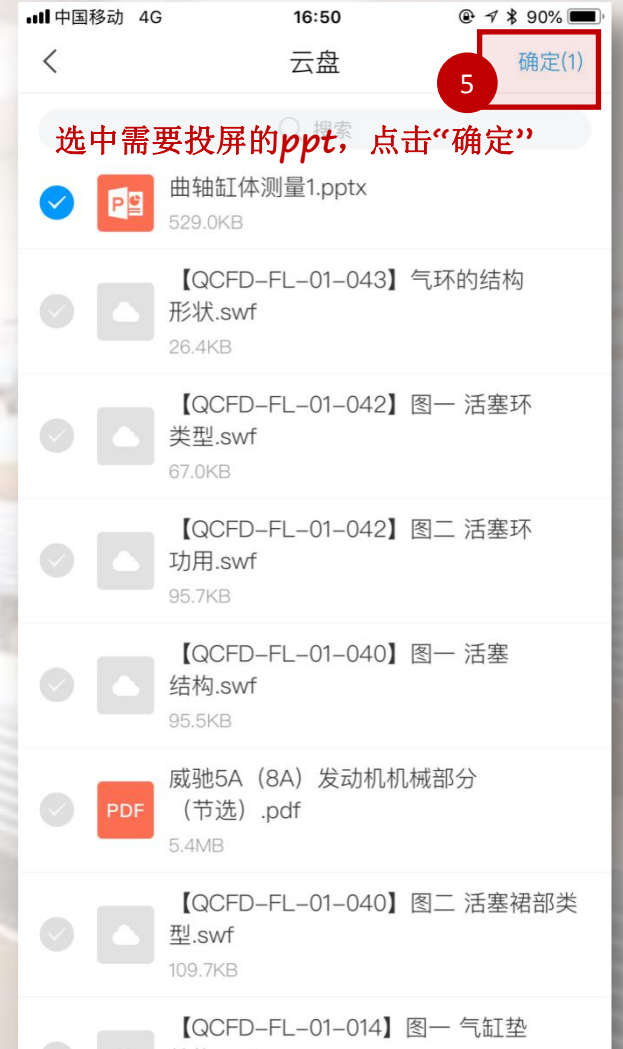 中国移动 4G 16:50 90%
云盘
确定(1)
5
搜索
选中需要投屏的ppt，点击“确定”
曲轴缸体测量1.pptx
529.0KB
【QCFD-FL-01-043】气环的结构
形状.swf
26.4KB
【QCFD-FL-01-042】图一 活塞环
类型.swf
67.0KB
【QCFD-FL-01-042】图二 活塞环
功用.swf
95.7KB
【QCFD-FL-01-040】图一 活塞
结构.swf
95.5KB
PDF
威驰5A（8A）发动机机械部分
（节选）.pdf
5.4MB
【QCFD-FL-01-040】图二 活塞裙部类
型.swf
109.7KB
【QCFD-FL-01-014】图一 气缸垫